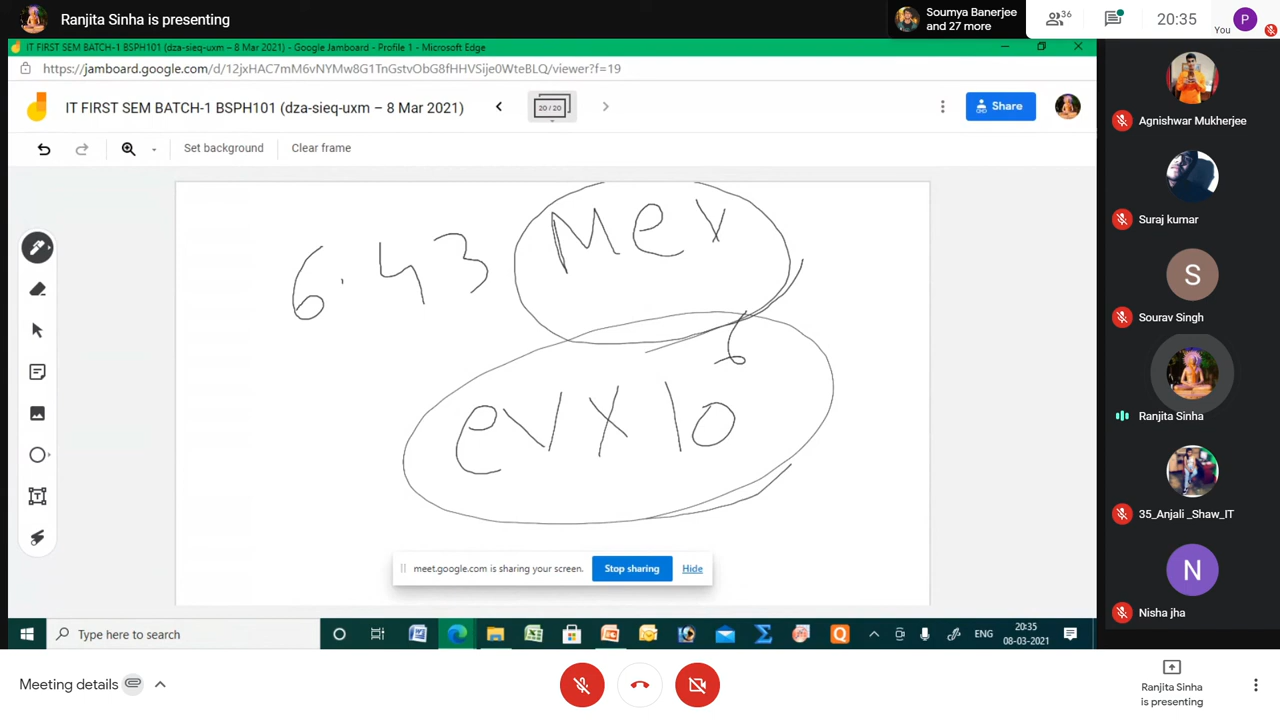 Ranjita Sinha is presenting
Soumya Banerjee
and 27 more
36
20:35
You
P
IT FIRST SEM BATCH-1 BSPH101 (dza-sieq-uxm – 8 Mar 2021) - Google Jamboard - Profile 1 - Microsoft Edge
https://jamboard.google.com/d/12jxHAC7mM6vNYMw8G1TnGstvObG8fHHVSije0WteBLQ/viewer?f=19
IT FIRST SEM BATCH-1 BSPH101 (dza-sieq-uxm – 8 Mar 2021)
20 / 20
Share
Set background
Clear frame
6.43 Mev
eV X 10⁶
meet.google.com is sharing your screen.
Stop sharing
Hide
Agnishwar Mukherjee
Suraj kumar
S
Sourav Singh
Ranjita Sinha
35_Anjali _Shaw_IT
N
Nisha jha
Type here to search
ENG
20:35
08-03-2021
Meeting details
Ranjita Sinha
is presenting